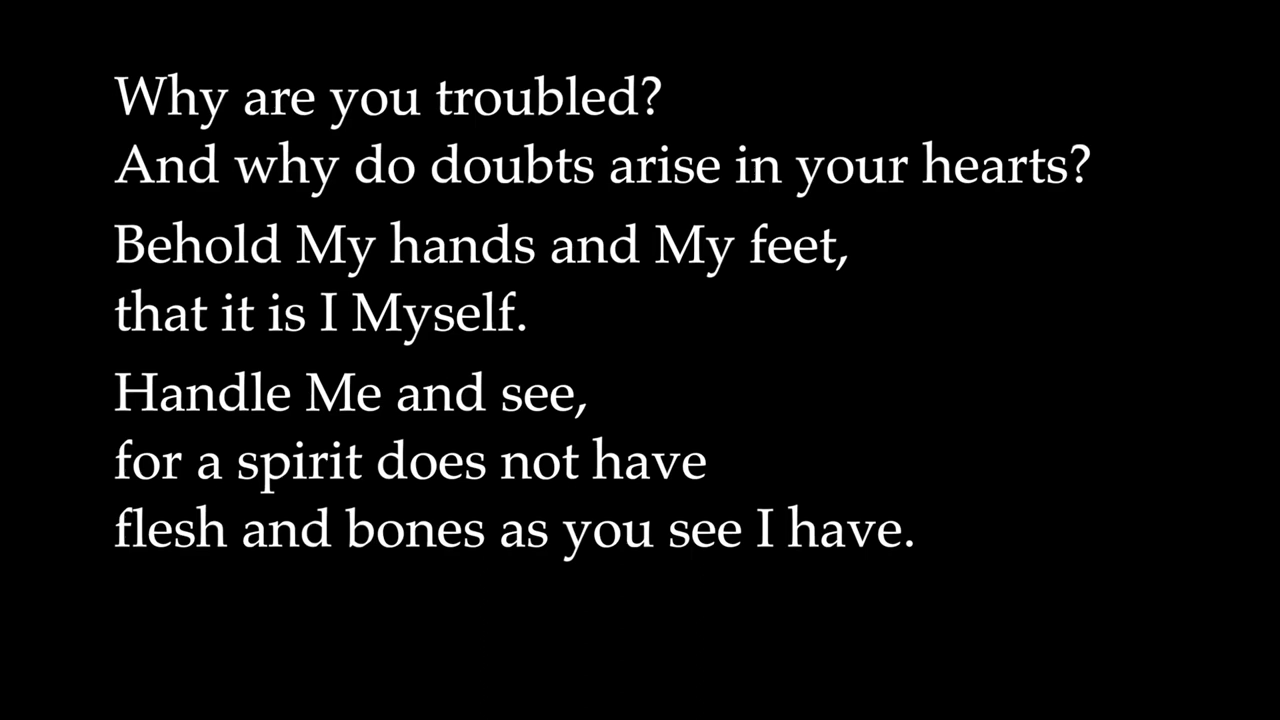 Why are you troubled?
And why do doubts arise in your hearts?
Behold My hands and My feet,
that it is I Myself.
Handle Me and see,
for a spirit does not have
flesh and bones as you see I have.